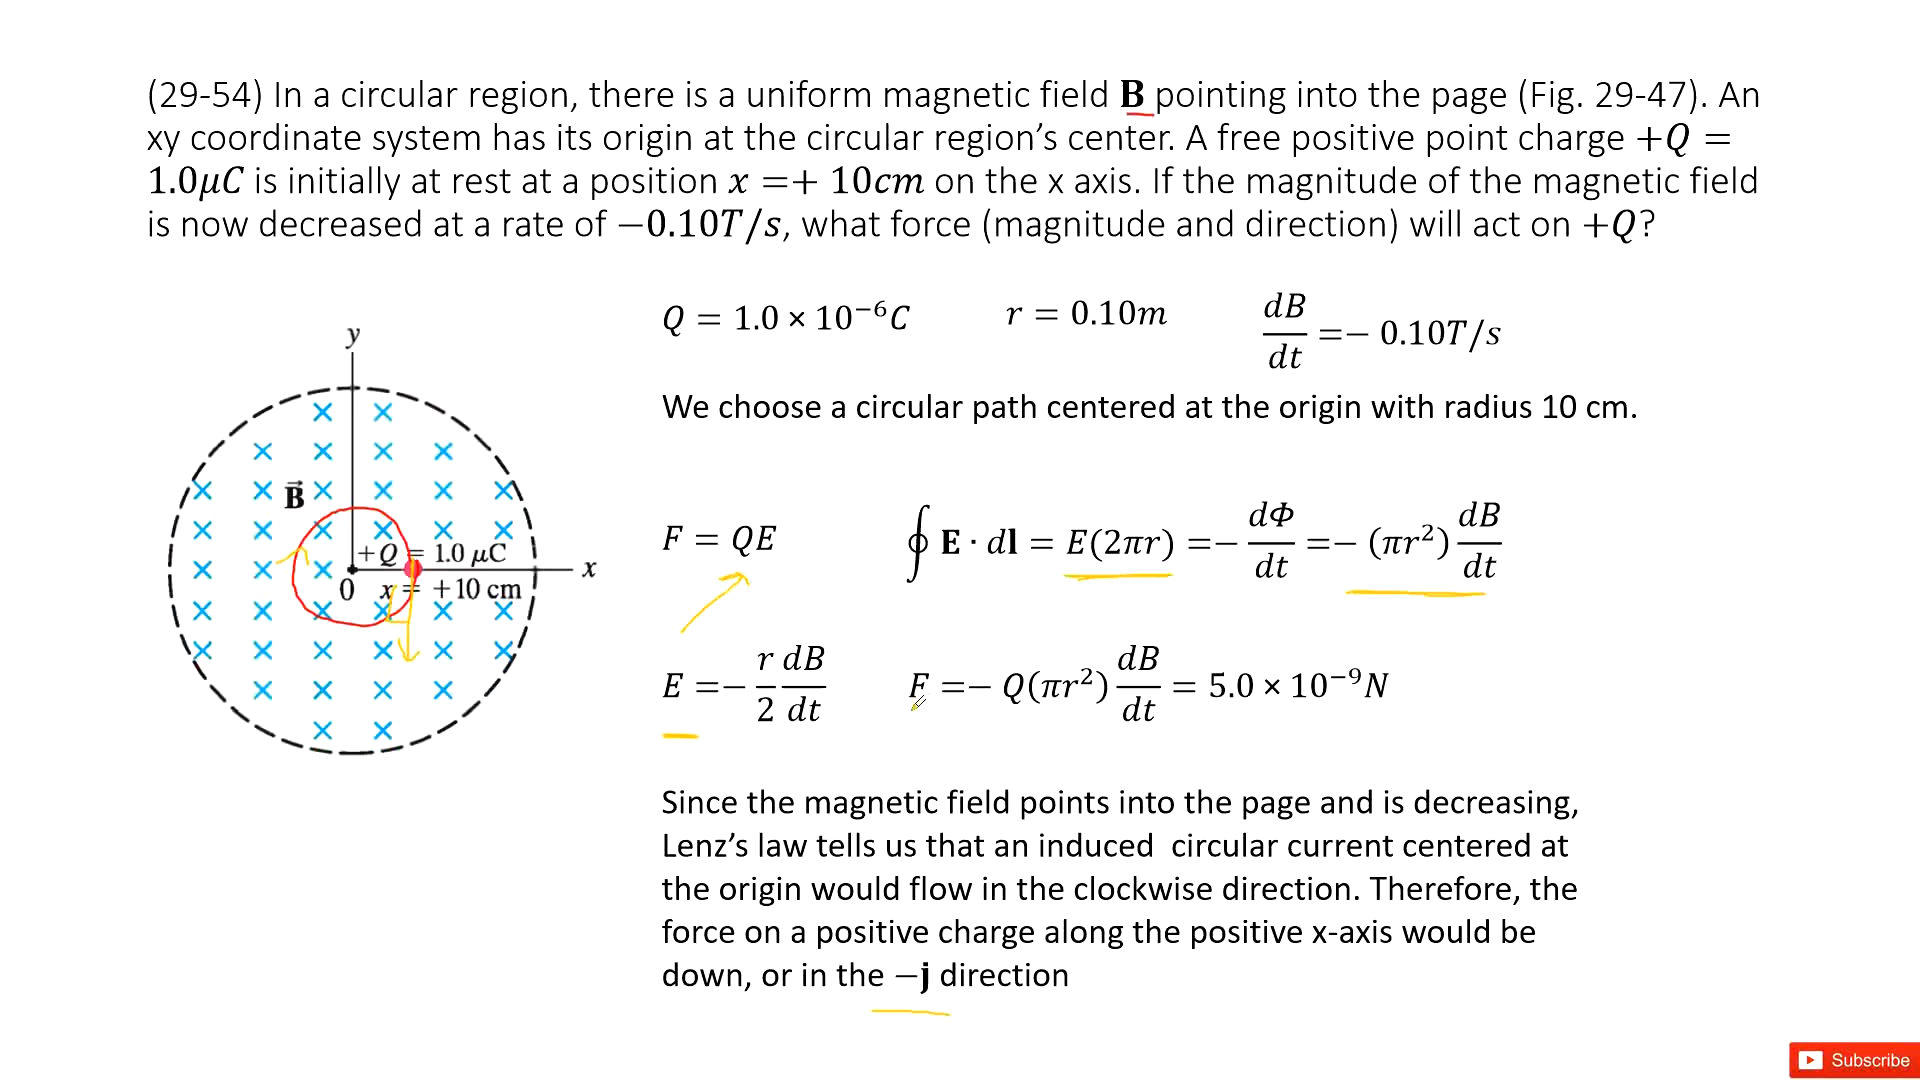 (29-54) In a circular region, there is a uniform magnetic field B pointing into the page (Fig. 29-47). An
xy coordinate system has its origin at the circular region’s center. A free positive point charge +Q =
1.0μC is initially at rest at a position x =+ 10cm on the x axis. If the magnitude of the magnetic field
is now decreased at a rate of −0.10T/s, what force (magnitude and direction) will act on +Q?
Q = 1.0 × 10⁻⁶C r = 0.10m dB/dt =− 0.10T/s
We choose a circular path centered at the origin with radius 10 cm.
y
B⃗
+Q = 1.0 μC
x
0 x = +10 cm
F = QE ∮ E · dl = E(2πr) =− dΦ/dt =− (πr²) dB/dt
E =− r/2 dB/dt F =− Q(πr²) dB/dt = 5.0 × 10⁻⁹N
Since the magnetic field points into the page and is decreasing,
Lenz’s law tells us that an induced circular current centered at
the origin would flow in the clockwise direction. Therefore, the
force on a positive charge along the positive x-axis would be
down, or in the −j direction
Subscribe